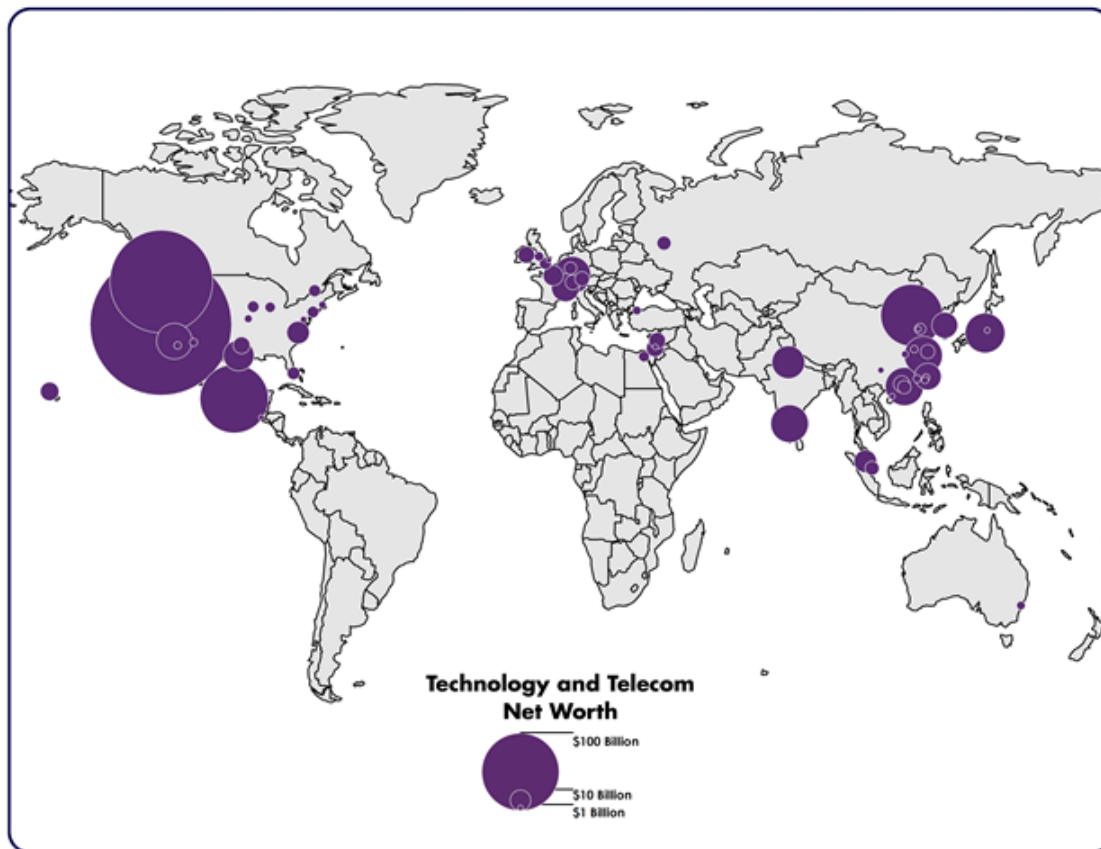 Technology and Telecom
Net Worth
$100 Billion
$10 Billion
$1 Billion